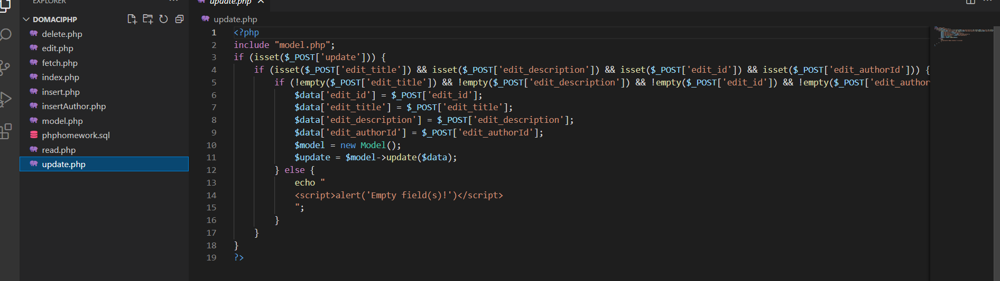 EXPLORER
update.php
DOMACIPHP
delete.php
edit.php
fetch.php
index.php
insert.php
insertAuthor.php
model.php
phphomework.sql
read.php
update.php
update.php
1 <?php
2 include "model.php";
3 if (isset($_POST['update'])) {
4 if (isset($_POST['edit_title']) && isset($_POST['edit_description']) && isset($_POST['edit_id']) && isset($_POST['edit_authorId'])) {
5 if (!empty($_POST['edit_title']) && !empty($_POST['edit_description']) && !empty($_POST['edit_id']) && !empty($_POST['edit_author
6 $data['edit_id'] = $_POST['edit_id'];
7 $data['edit_title'] = $_POST['edit_title'];
8 $data['edit_description'] = $_POST['edit_description'];
9 $data['edit_authorId'] = $_POST['edit_authorId'];
10 $model = new Model();
11 $update = $model->update($data);
12 } else {
13 echo "
14 <script>alert('Empty field(s)!')</script>
15 ";
16 }
17 }
18 }
19 ?>